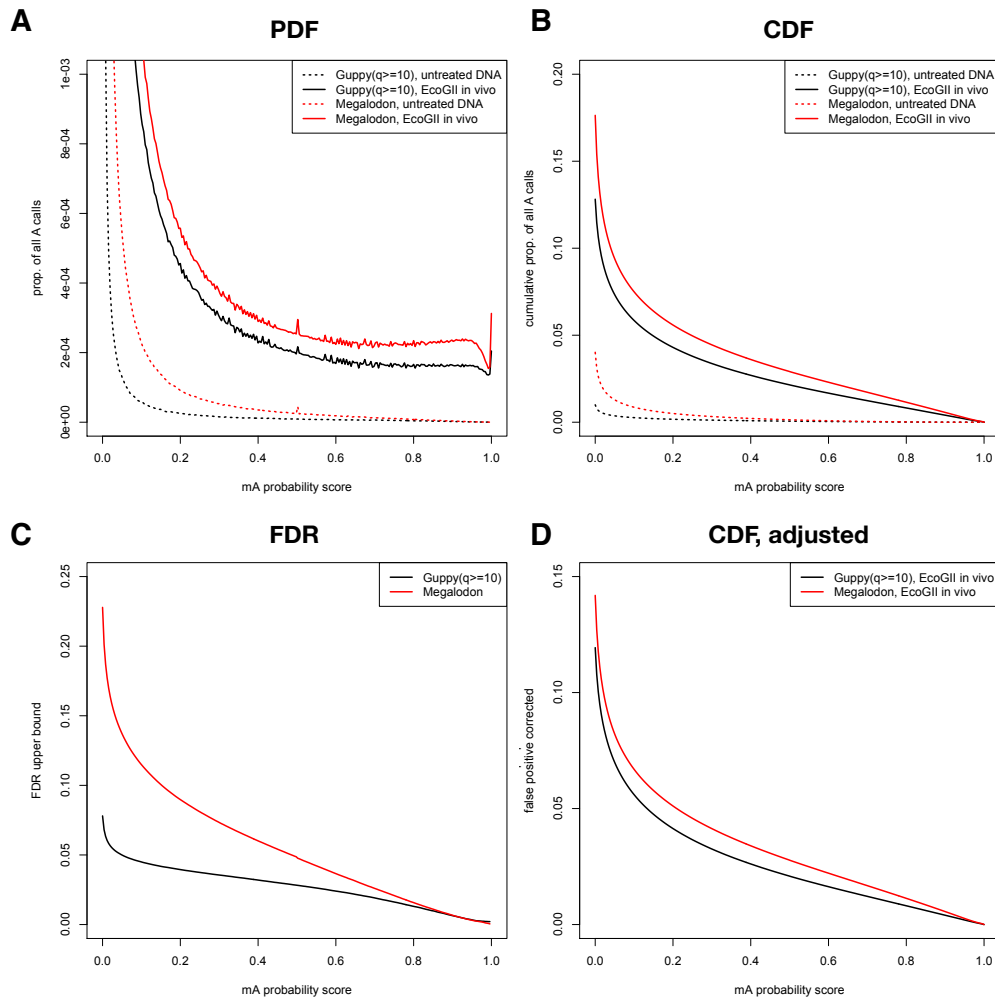 A
PDF
Guppy(q>=10), untreated DNA
Guppy(q>=10), EcoGII in vivo
Megalodon, untreated DNA
Megalodon, EcoGII in vivo
prop. of all A calls
0e+00 2e-04 4e-04 6e-04 8e-04 1e-03
0.0 0.2 0.4 0.6 0.8 1.0
mA probability score
B
CDF
Guppy(q>=10), untreated DNA
Guppy(q>=10), EcoGII in vivo
Megalodon, untreated DNA
Megalodon, EcoGII in vivo
cumulative prop. of all A calls
0.00 0.05 0.10 0.15 0.20
0.0 0.2 0.4 0.6 0.8 1.0
mA probability score
C
FDR
Guppy(q>=10)
Megalodon
FDR upper bound
0.00 0.05 0.10 0.15 0.20 0.25
0.0 0.2 0.4 0.6 0.8 1.0
mA probability score
D
CDF, adjusted
Guppy(q>=10), EcoGII in vivo
Megalodon, EcoGII in vivo
false positive corrected
0.00 0.05 0.10 0.15
0.0 0.2 0.4 0.6 0.8 1.0
mA probability score